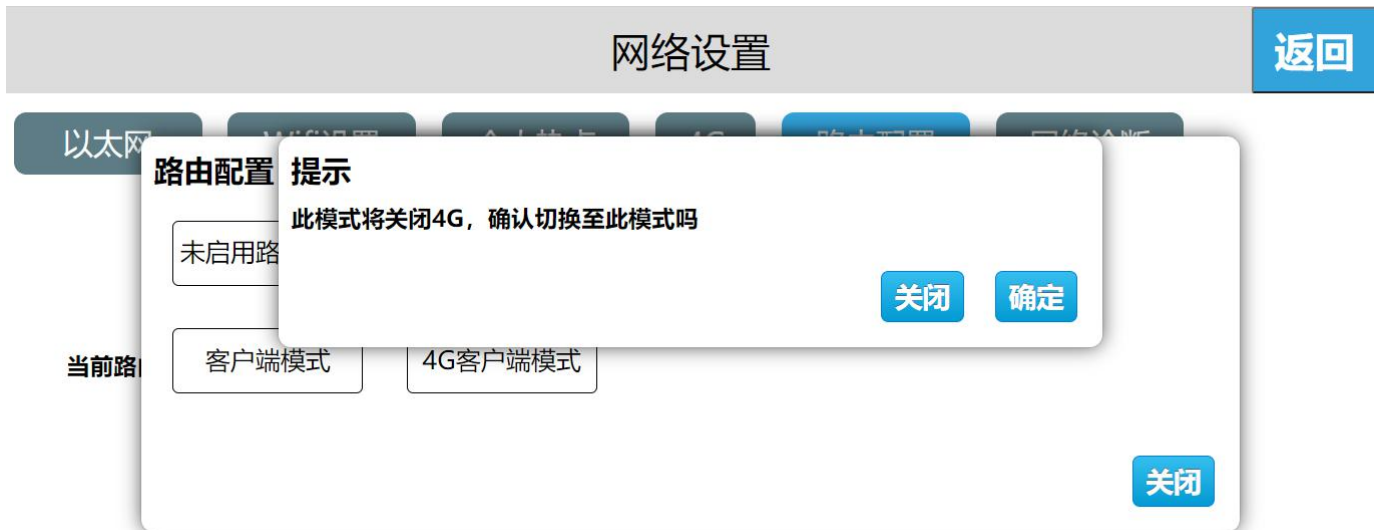 网络设置
返回
以太网
4G
路由配置
提示
此模式将关闭4G，确认切换至此模式吗
未启用路
关闭
确定
当前路
客户端模式
4G客户端模式
关闭